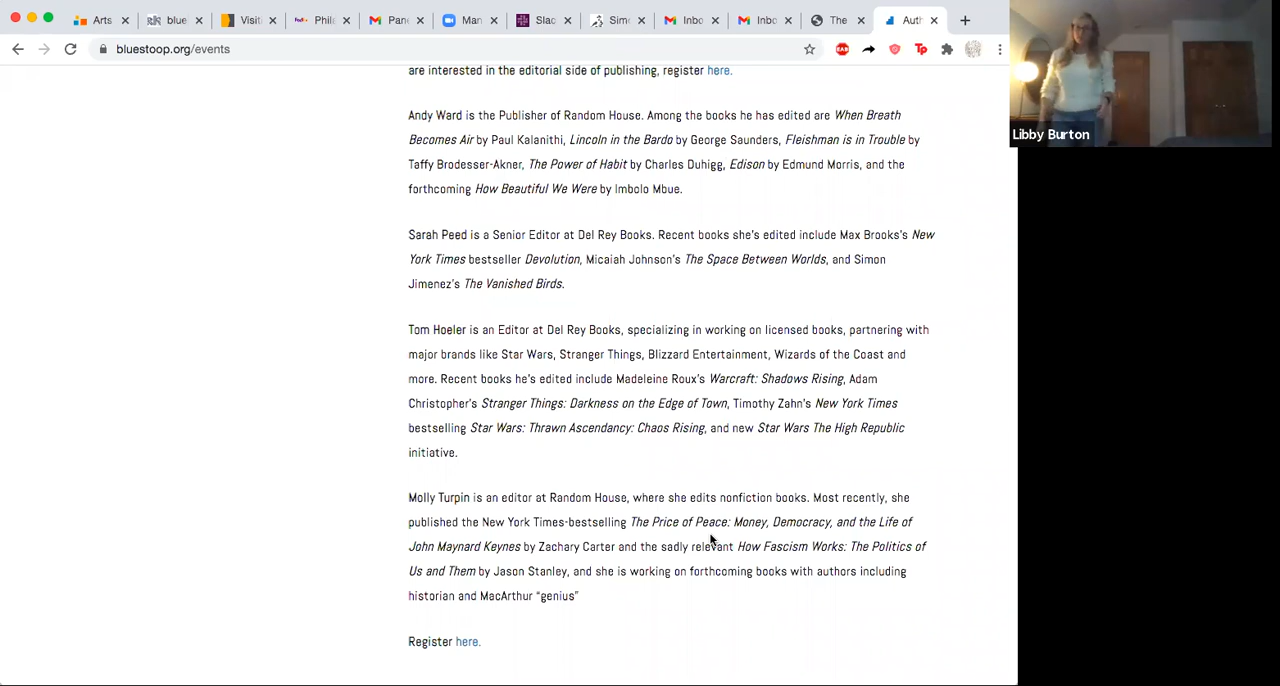 Arts
blue
Visiti
Phila
Pane
Man
Slac
Simo
Inbo
Inbo
The
Auth
bluestoop.org/events
are interested in the editorial side of publishing, register here.
Andy Ward is the Publisher of Random House. Among the books he has edited are When Breath
Becomes Air by Paul Kalanithi, Lincoln in the Bardo by George Saunders, Fleishman is in Trouble by
Taffy Brodesser-Akner, The Power of Habit by Charles Duhigg, Edison by Edmund Morris, and the
forthcoming How Beautiful We Were by Imbolo Mbue.
Sarah Peed is a Senior Editor at Del Rey Books. Recent books she's edited include Max Brooks's New
York Times bestseller Devolution, Micaiah Johnson's The Space Between Worlds, and Simon
Jimenez's The Vanished Birds.
Tom Hoeler is an Editor at Del Rey Books, specializing in working on licensed books, partnering with
major brands like Star Wars, Stranger Things, Blizzard Entertainment, Wizards of the Coast and
more. Recent books he's edited include Madeleine Roux's Warcraft: Shadows Rising, Adam
Christopher's Stranger Things: Darkness on the Edge of Town, Timothy Zahn's New York Times
bestselling Star Wars: Thrawn Ascendancy: Chaos Rising, and new Star Wars The High Republic
initiative.
Molly Turpin is an editor at Random House, where she edits nonfiction books. Most recently, she
published the New York Times-bestselling The Price of Peace: Money, Democracy, and the Life of
John Maynard Keynes by Zachary Carter and the sadly relevant How Fascism Works: The Politics of
Us and Them by Jason Stanley, and she is working on forthcoming books with authors including
historian and MacArthur “genius”
Register here.
Libby Burton